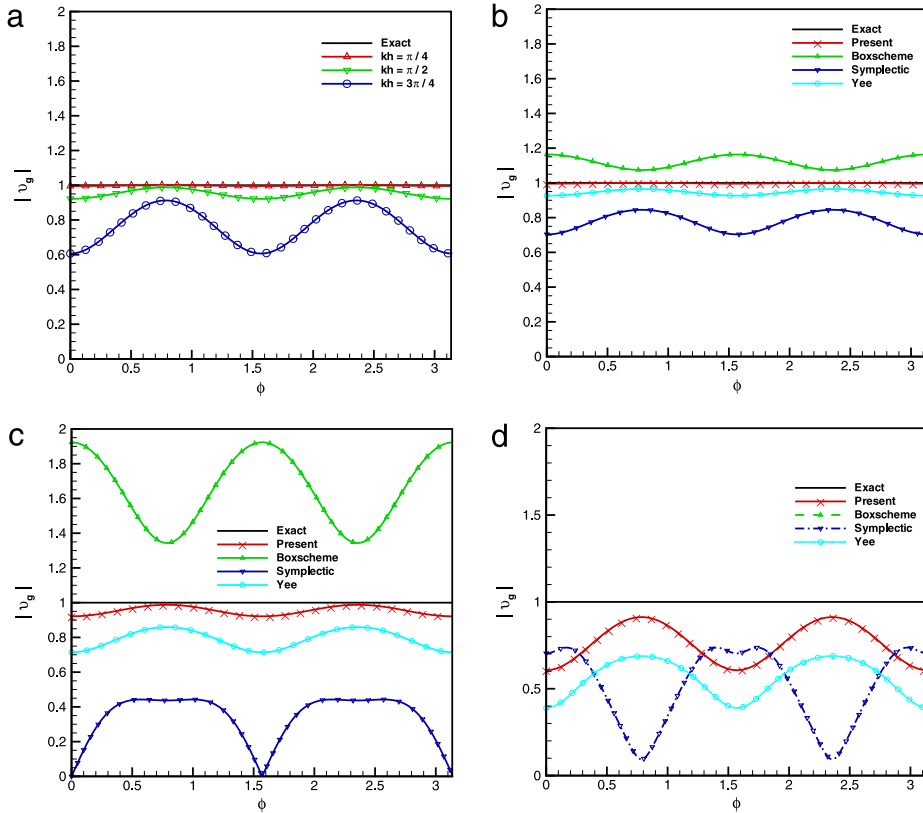 a
2
1.8
1.6
1.4
1.2
1
0.8
0.6
0.4
0.2
0
| υg |
Exact
kh = π / 4
kh = π / 2
kh = 3π / 4
0 0.5 1 1.5 2 2.5 3
ϕ
b
2
1.8
1.6
1.4
1.2
1
0.8
0.6
0.4
0.2
0
| υg |
Exact
Present
Boxscheme
Symplectic
Yee
0 0.5 1 1.5 2 2.5 3
ϕ
c
2
1.8
1.6
1.4
1.2
1
0.8
0.6
0.4
0.2
0
| υg |
Exact
Present
Boxscheme
Symplectic
Yee
0 0.5 1 1.5 2 2.5 3
ϕ
d
2
1.5
1
0.5
0
| υg |
Exact
Present
Boxscheme
Symplectic
Yee
0 0.5 1 1.5 2 2.5 3
ϕ